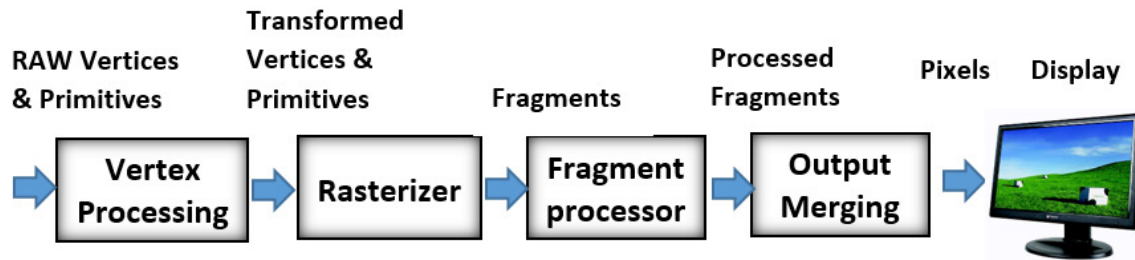 RAW Vertices
& Primitives
Transformed
Vertices &
Primitives
Fragments
Processed
Fragments
Pixels
Display
Vertex
Processing
Rasterizer
Fragment
processor
Output
Merging